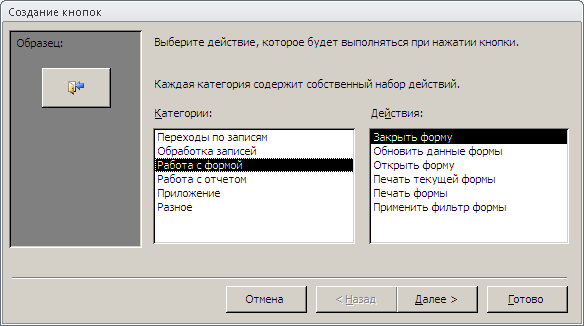 Создание кнопок
Образец:
Выберите действие, которое будет выполняться при нажатии кнопки.
Каждая категория содержит собственный набор действий.
Категории:
Переходы по записям
Обработка записей
Работа с формой
Работа с отчетом
Приложение
Разное
Действия:
Закрыть форму
Обновить данные формы
Открыть форму
Печать текущей формы
Печать формы
Применить фильтр формы
Отмена
< Назад
Далее >
Готово